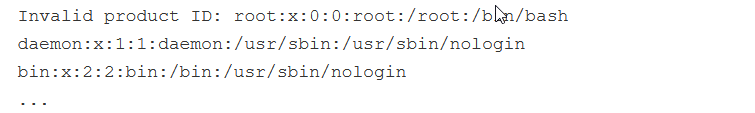 Invalid product ID: root:x:0:0:root:/root:/bin/bash
daemon:x:1:1:daemon:/usr/sbin:/usr/sbin/nologin
bin:x:2:2:bin:/bin:/usr/sbin/nologin
...